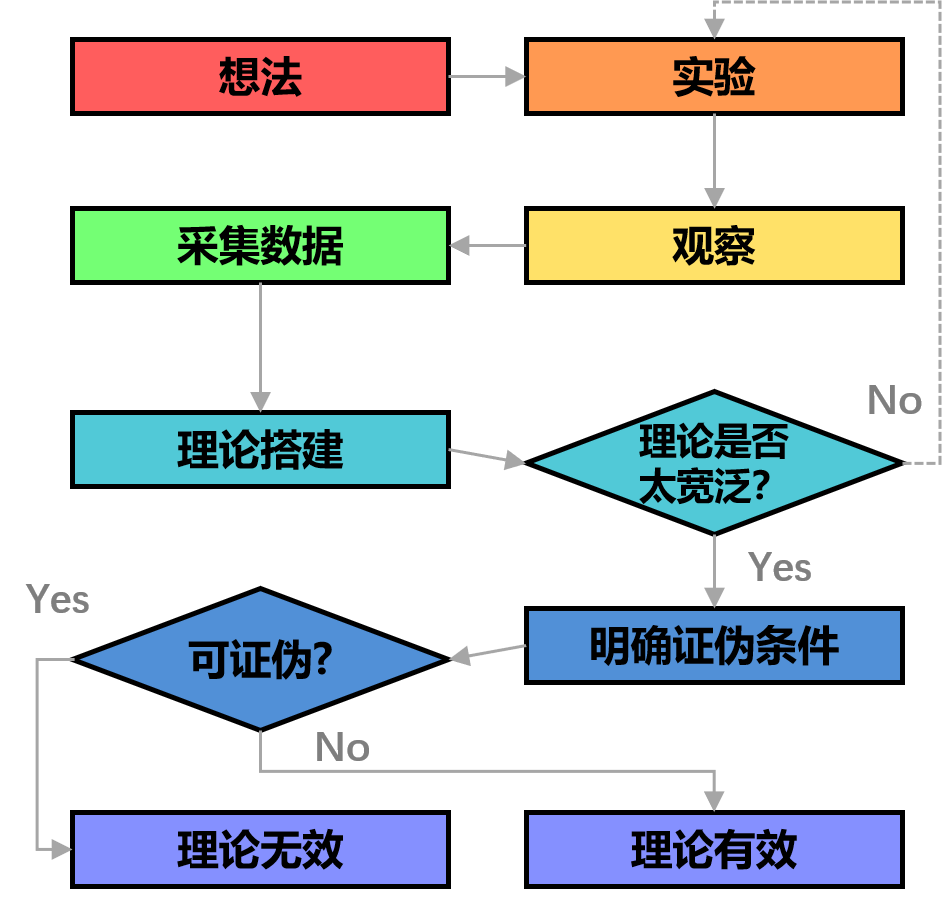 想法
实验
采集数据
观察
No
理论搭建
理论是否
太宽泛?
Yes
Yes
明确证伪条件
可证伪?
No
理论无效
理论有效